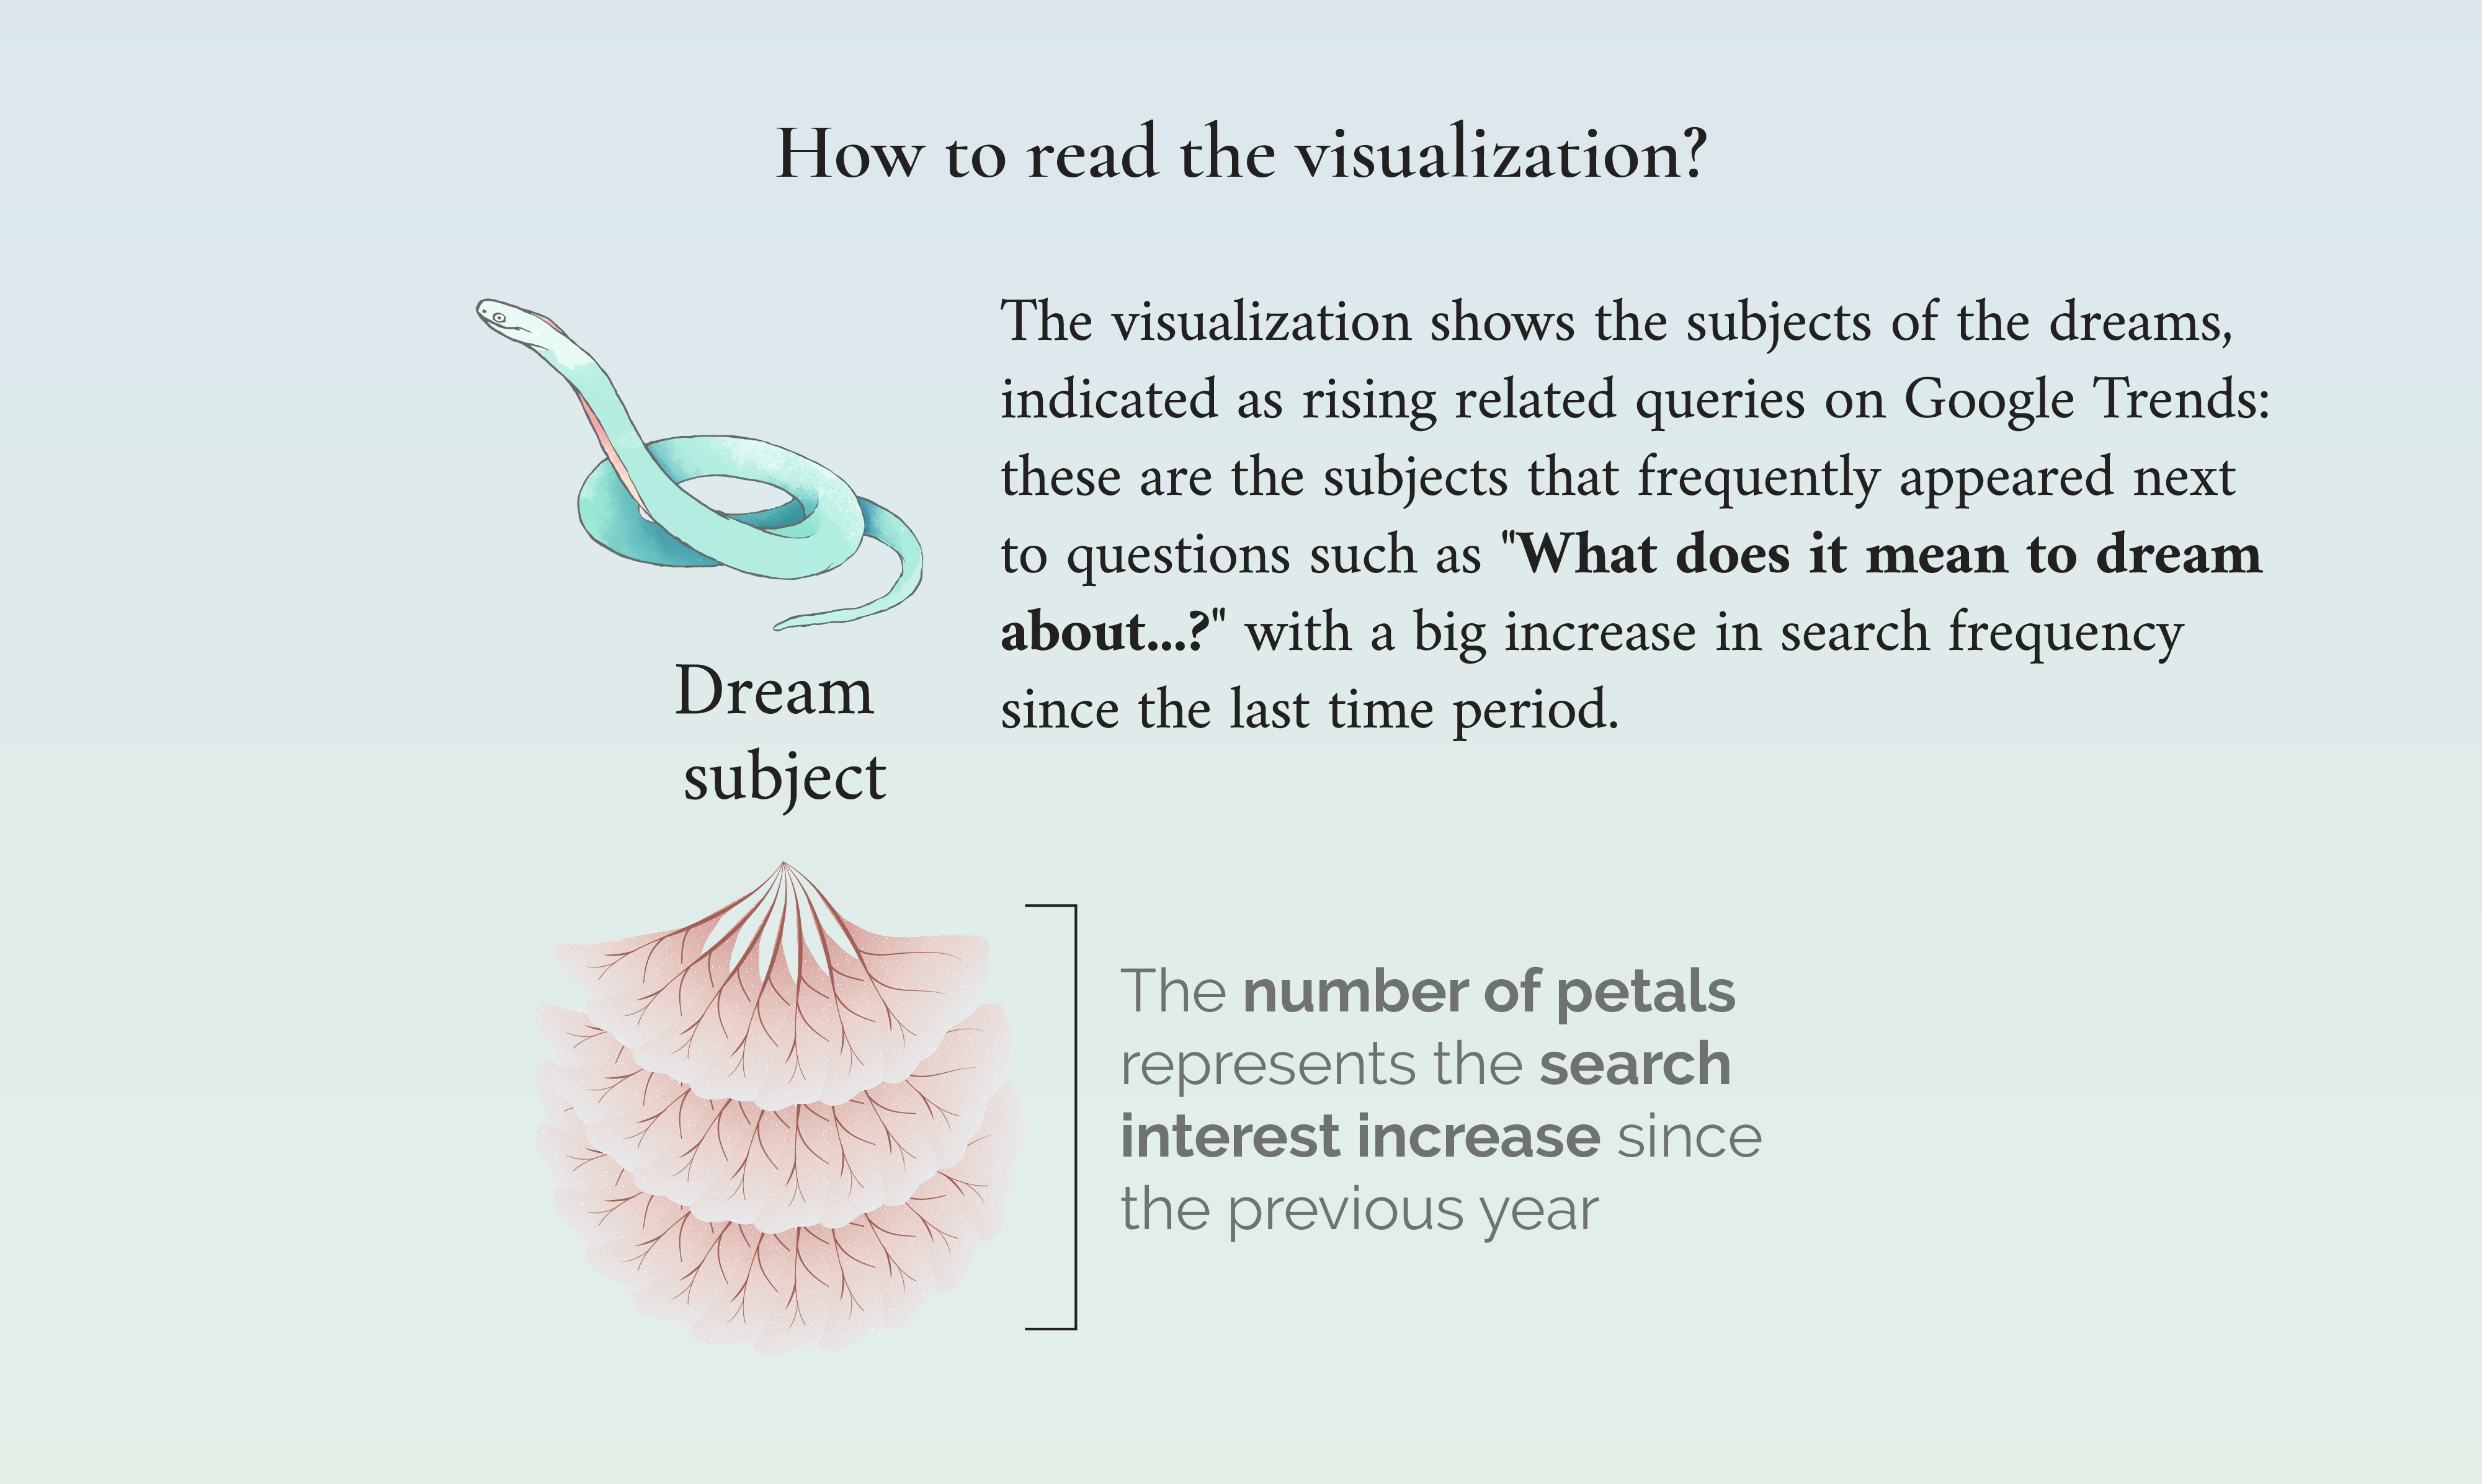 How to read the visualization?
The visualization shows the subjects of the dreams,
indicated as rising related queries on Google Trends:
these are the subjects that frequently appeared next
to questions such as "What does it mean to dream
about...?" with a big increase in search frequency
since the last time period.
Dream
subject
The number of petals
represents the search
interest increase since
the previous year